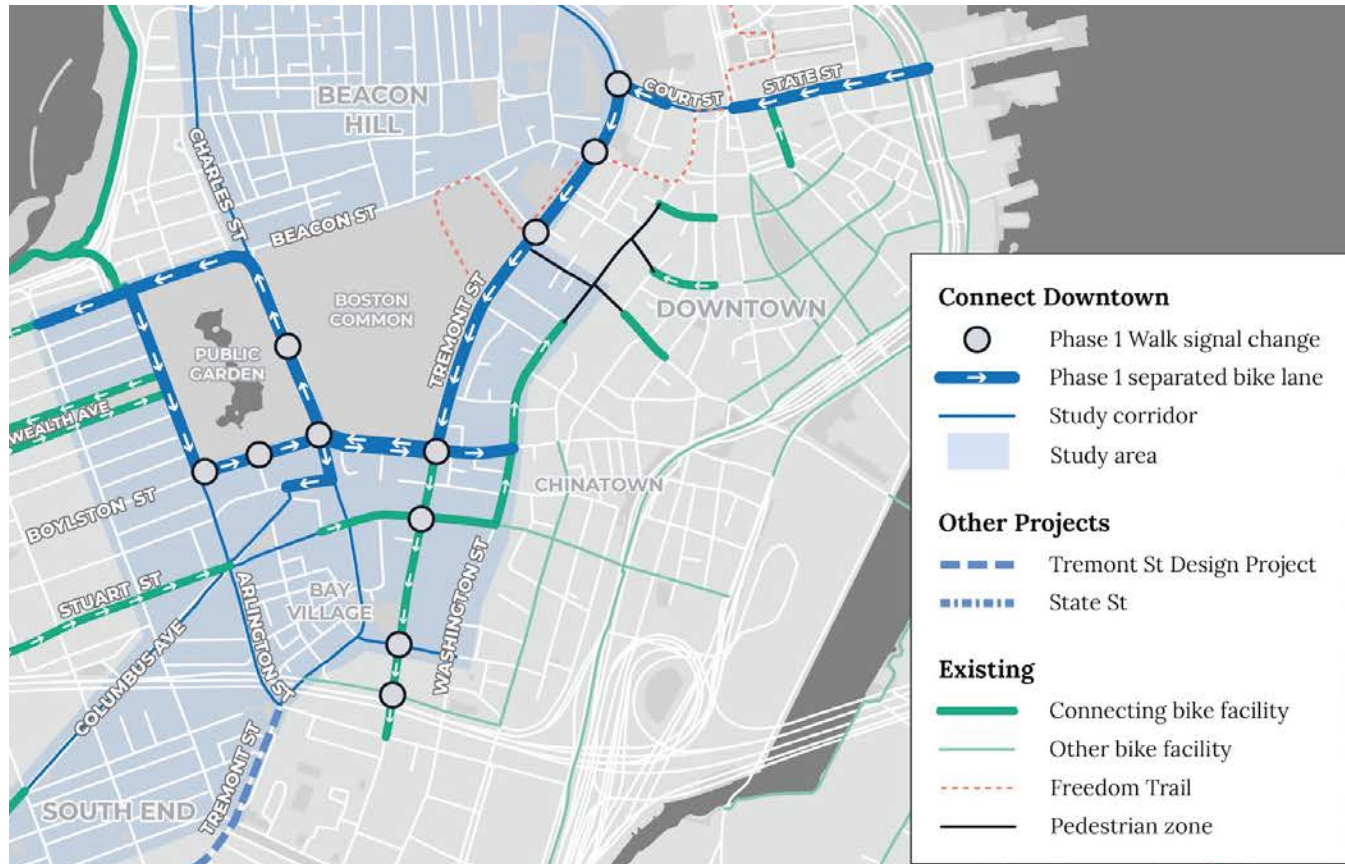 BEACON
HILL
COURT ST
STATE ST
CHARLES ST
BEACON ST
BOSTON
COMMON
TREMONT ST
DOWNTOWN
PUBLIC
GARDEN
WEALTH AVE
BOYLSTON ST
CHINATOWN
STUART ST
BAY
VILLAGE
WASHINGTON ST
ARLINGTON ST
COLUMBUS AVE
TREMONT ST
SOUTH END
Connect Downtown
Phase 1 Walk signal change
Phase 1 separated bike lane
Study corridor
Study area
Other Projects
Tremont St Design Project
State St
Existing
Connecting bike facility
Other bike facility
Freedom Trail
Pedestrian zone